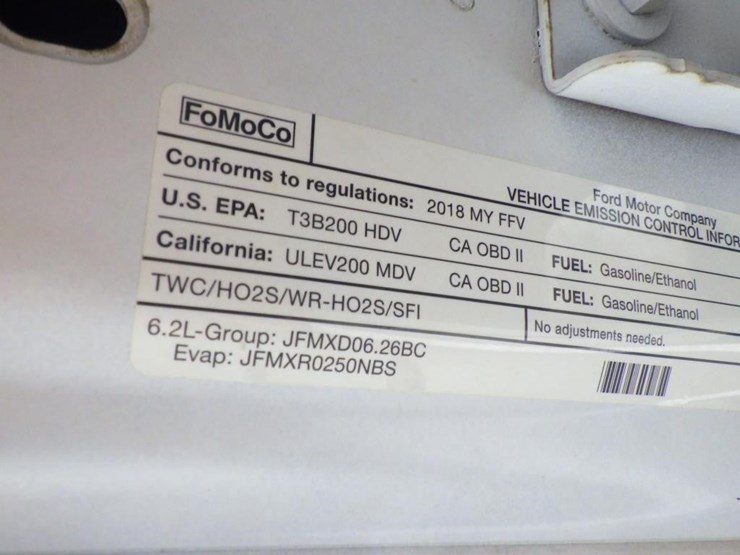 FoMoCo
Ford Motor Company
VEHICLE EMISSION CONTROL INFOR
Conforms to regulations: 2018 MY FFV
U.S. EPA: T3B200 HDV CA OBD II FUEL: Gasoline/Ethanol
California: ULEV200 MDV CA OBD II FUEL: Gasoline/Ethanol
TWC/HO2S/WR-HO2S/SFI No adjustments needed.
6.2L-Group: JFMXD06.26BC
Evap: JFMXR0250NBS